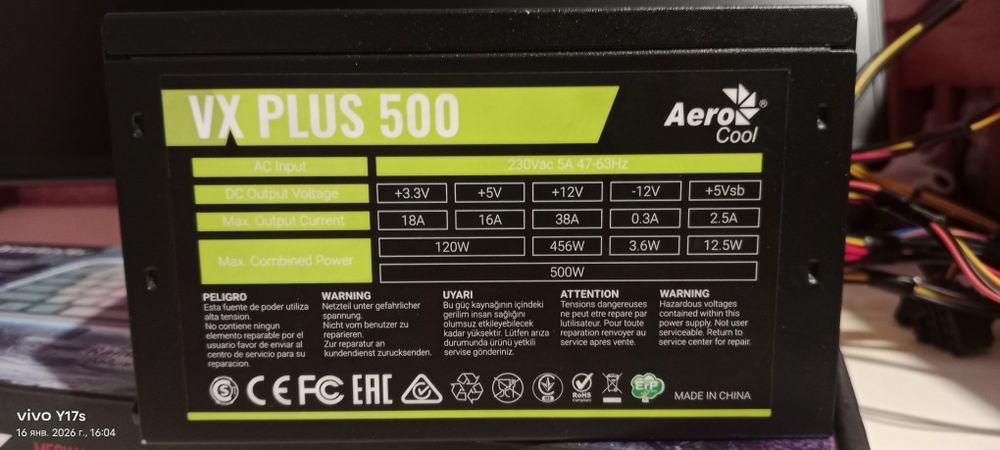 VX PLUS 500
Aero
Cool
®
AC Input 230Vac 5A 47-63Hz
DC Output Voltage +3.3V +5V +12V -12V +5Vsb
Max. Output Current 18A 16A 38A 0.3A 2.5A
Max. Combined Power 120W 456W 3.6W 12.5W
500W
PELIGRO
Esta fuente de poder utiliza
alta tension.
No contiene ningun
elemento reparable por el
usuario favor de enviar al
centro de servicio para su
reparacion.
WARNING
Netzteil unter gefahrlicher
spannung.
Nicht vom benutzer zu
reparieren.
Zur reparatur an
kundendienst zurucksenden.
UYARI
Bu güç kaynağının içindeki
gerilim insan sağlığını
olumsuz etkileyebilecek
kadar yüksektir. Lütfen arıza
durumunda ürünü yetkili
servise gönderiniz.
ATTENTION
Tensions dangereuses
ne peut etre repare par
lutilisateur. Pour toute
reparation renvoyer au
service apres vente.
WARNING
Hazardous voltages
contained within this
power supply. Not user
serviceable. Return to
service center for repair.
S CE FC EAC RoHS
Compliant
ErP
MADE IN CHINA
vivo Y17s
16 янв. 2026 г., 16:04